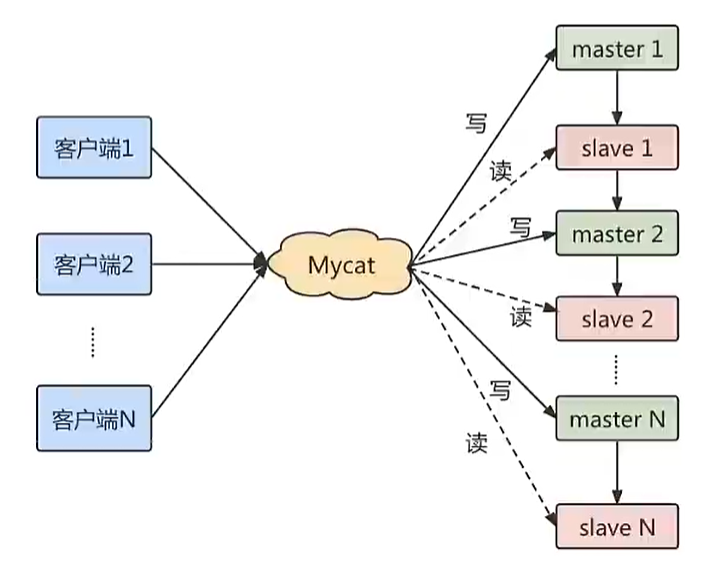 客户端1
客户端2
客户端N
Mycat
写
读
写
读
写
读
master 1
slave 1
master 2
slave 2
master N
slave N